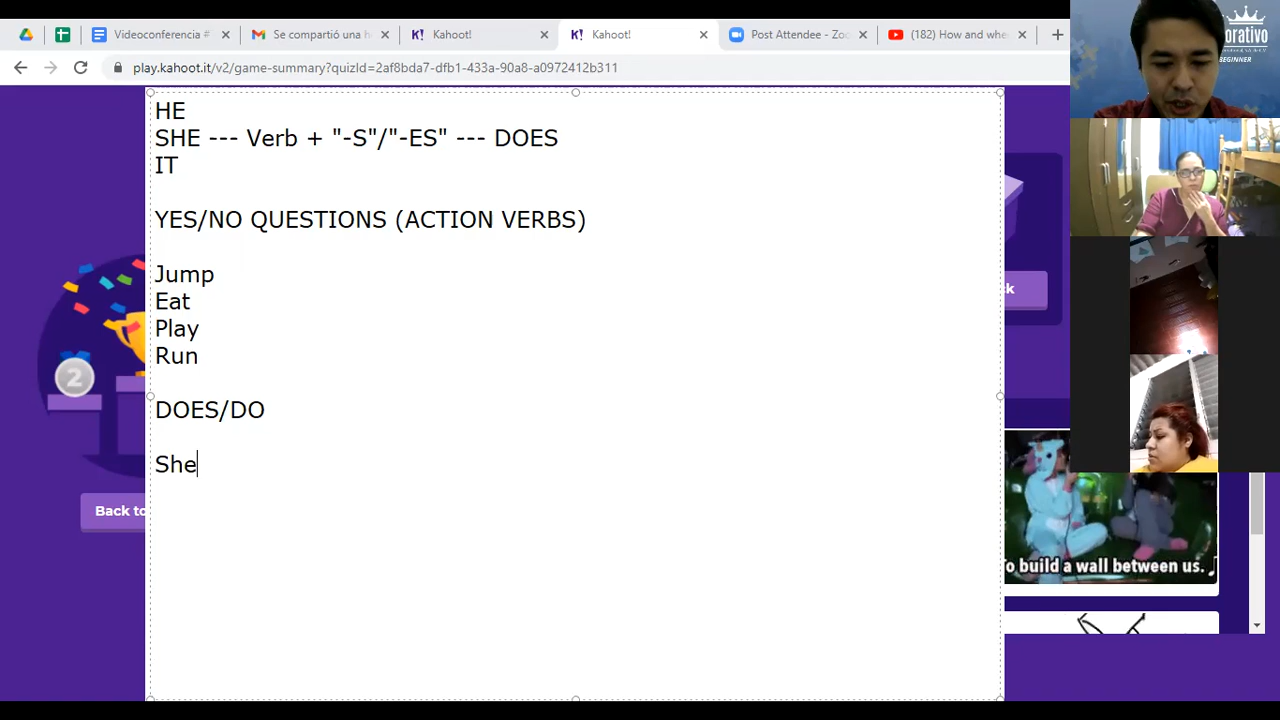 Videoconferencia #
Se compartió una h
Kahoot!
Kahoot!
Post Attendee - Zoo
(182) How and whe
play.kahoot.it/v2/game-summary?quizId=2af8bda7-dfb1-433a-90ae-a0972412b311
orativo
BEGINNER
HE
SHE --- Verb + "-S"/"-ES" --- DOES
IT
YES/NO QUESTIONS (ACTION VERBS)
Jump
Eat
Play
Run
DOES/DO
She
2
Back to
k
o build a wall between us. ♫